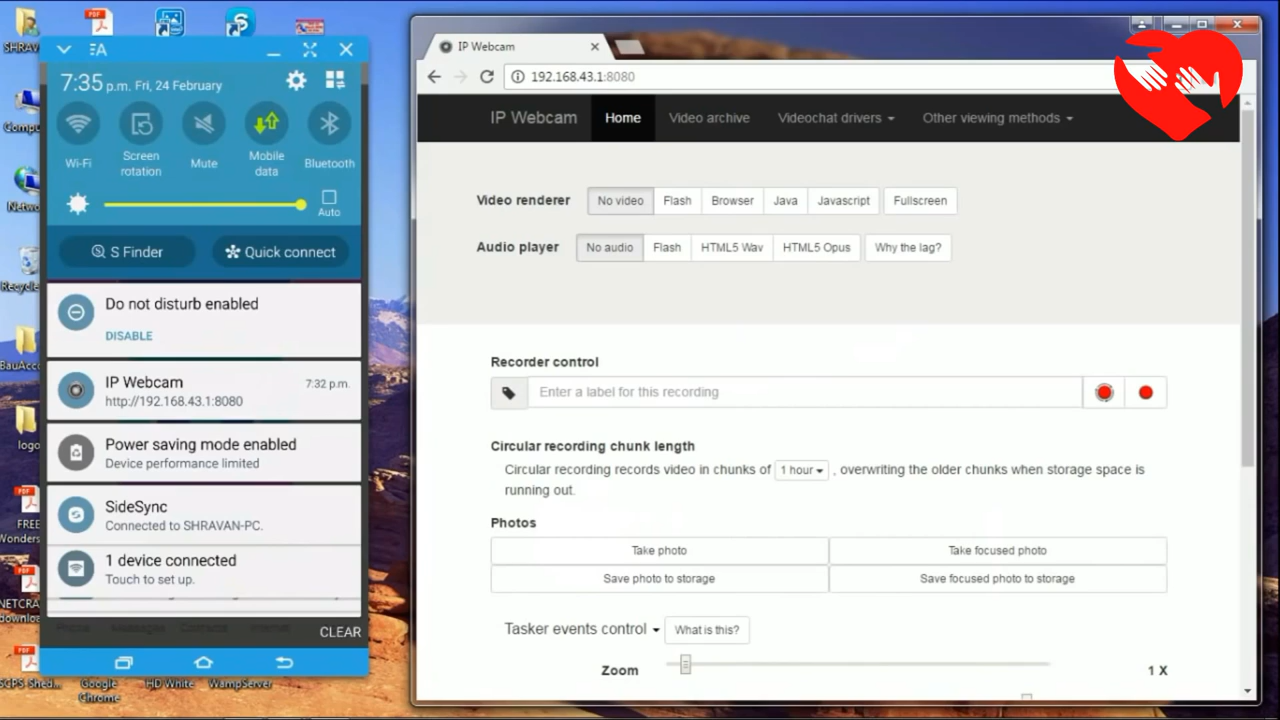 SHRAV
Compu
Netwo
Recycle
BauAcco
logo
FREE
Wonders
NETCRA
downlo
Google
Chrome
HD White
WampServer
7:35 p.m. Fri, 24 February
Wi-Fi
Screen
rotation
Mute
Mobile
data
Bluetooth
Auto
S Finder
Quick connect
Do not disturb enabled
DISABLE
IP Webcam
7:32 p.m.
http://192.168.43.1:8080
Power saving mode enabled
Device performance limited
SideSync
Connected to SHRAVAN-PC.
1 device connected
Touch to set up.
CLEAR
IP Webcam
192.168.43.1:8080
IP Webcam Home Video archive Videochat drivers Other viewing methods
Video renderer No video Flash Browser Java Javascript Fullscreen
Audio player No audio Flash HTML5 Wav HTML5 Opus Why the lag?
Recorder control
Enter a label for this recording
Circular recording chunk length
Circular recording records video in chunks of 1 hour , overwriting the older chunks when storage space is
running out.
Photos
Take photo Take focused photo
Save photo to storage Save focused photo to storage
Tasker events control What is this?
Zoom 1 X